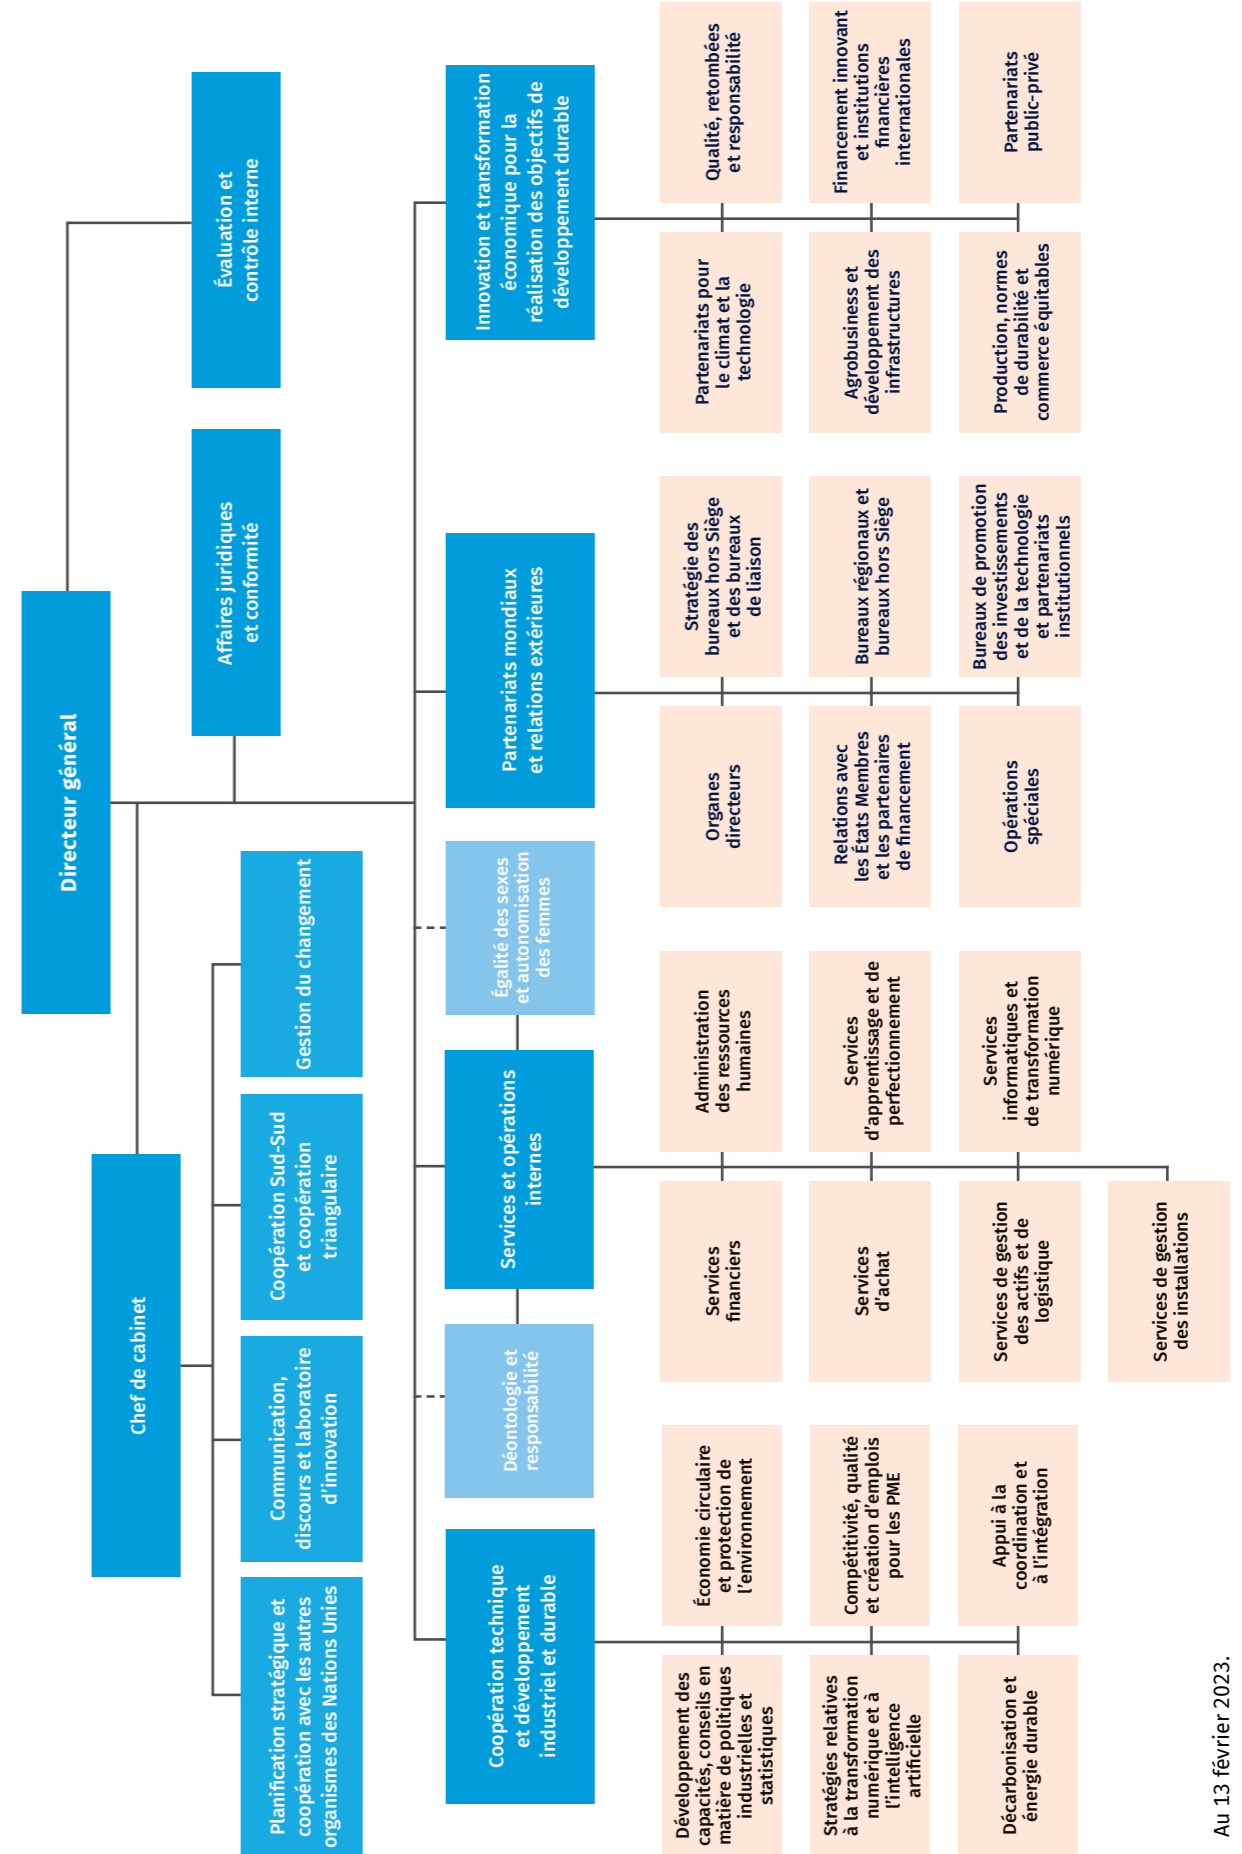 Directeur général
Évaluation et
contrôle interne
Affaires juridiques
et conformité
Chef de cabinet
Planification stratégique et
coopération avec les autres
organismes des Nations Unies
Communication,
discours et laboratoire
d'innovation
Coopération Sud-Sud
et coopération
triangulaire
Gestion du changement
Coopération technique
et développement
industriel et durable
Déontologie et
responsabilité
Services et opérations
internes
Égalité des sexes
et autonomisation
des femmes
Partenariats mondiaux
et relations extérieures
Innovation et transformation
économique pour la
réalisation des objectifs de
développement durable
Développement des
capacités, conseils en
matière de politiques
industrielles et
statistiques
Économie circulaire
et protection de
l'environnement
Stratégies relatives
à la transformation
numérique et à
l'intelligence
artificielle
Compétitivité, qualité
et création d'emplois
pour les PME
Décarbonisation et
énergie durable
Appui à la
coordination et
à l'intégration
Services
financiers
Administration
des ressources
humaines
Services
d'achat
Services
d'apprentissage et de
perfectionnement
Services de gestion
des actifs et de
logistique
Services
informatiques et
de transformation
numérique
Services de gestion
des installations
Organes
directeurs
Stratégie des
bureaux hors Siège
et des bureaux
de liaison
Relations avec
les États Membres
et les partenaires
de financement
Bureaux régionaux et
bureaux hors Siège
Opérations
spéciales
Bureaux de promotion
des investissements
et de la technologie
et partenariats
institutionnels
Partenariats pour
le climat et la
technologie
Qualité, retombées
et responsabilité
Agrobusiness et
développement des
infrastructures
Financement innovant
et institutions
financières
internationales
Production, normes
de durabilité et
commerce équitables
Partenariats
public-privé
Au 13 février 2023.